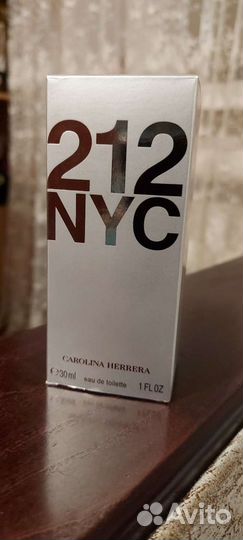 212
NYC
CAROLINA HERRERA
℮30ml eau de toilette 1 FL OZ
Avito